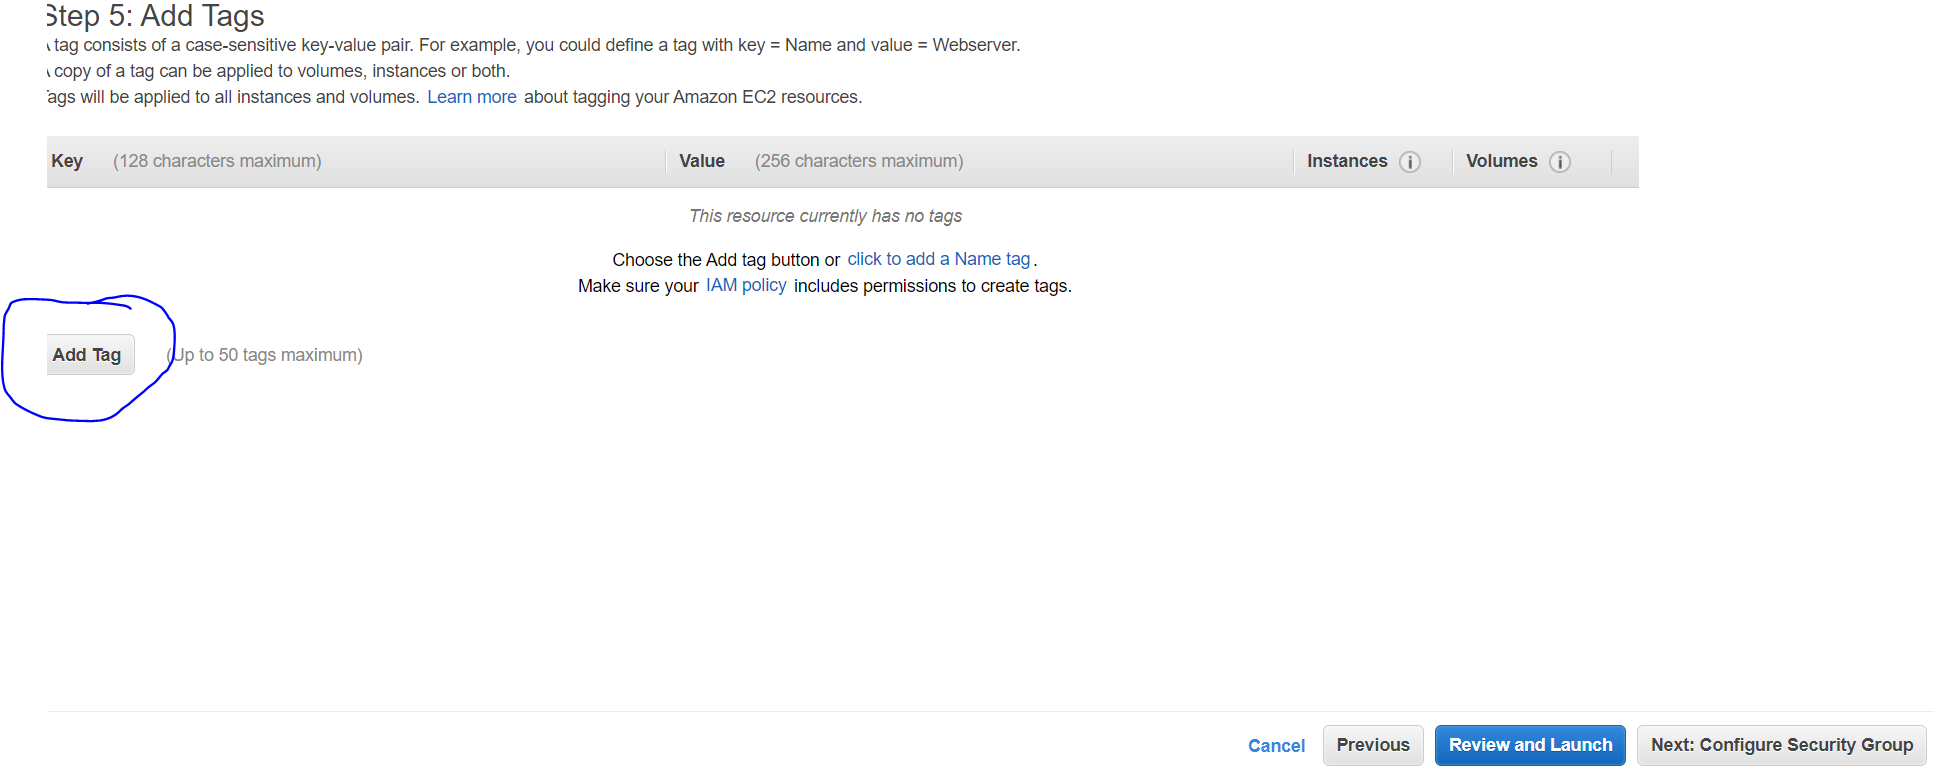 Step 5: Add Tags
A tag consists of a case-sensitive key-value pair. For example, you could define a tag with key = Name and value = Webserver.
A copy of a tag can be applied to volumes, instances or both.
Tags will be applied to all instances and volumes. Learn more about tagging your Amazon EC2 resources.
Key (128 characters maximum) Value (256 characters maximum) Instances i Volumes i
This resource currently has no tags
Choose the Add tag button or click to add a Name tag.
Make sure your IAM policy includes permissions to create tags.
Add Tag (Up to 50 tags maximum)
Cancel Previous Review and Launch Next: Configure Security Group